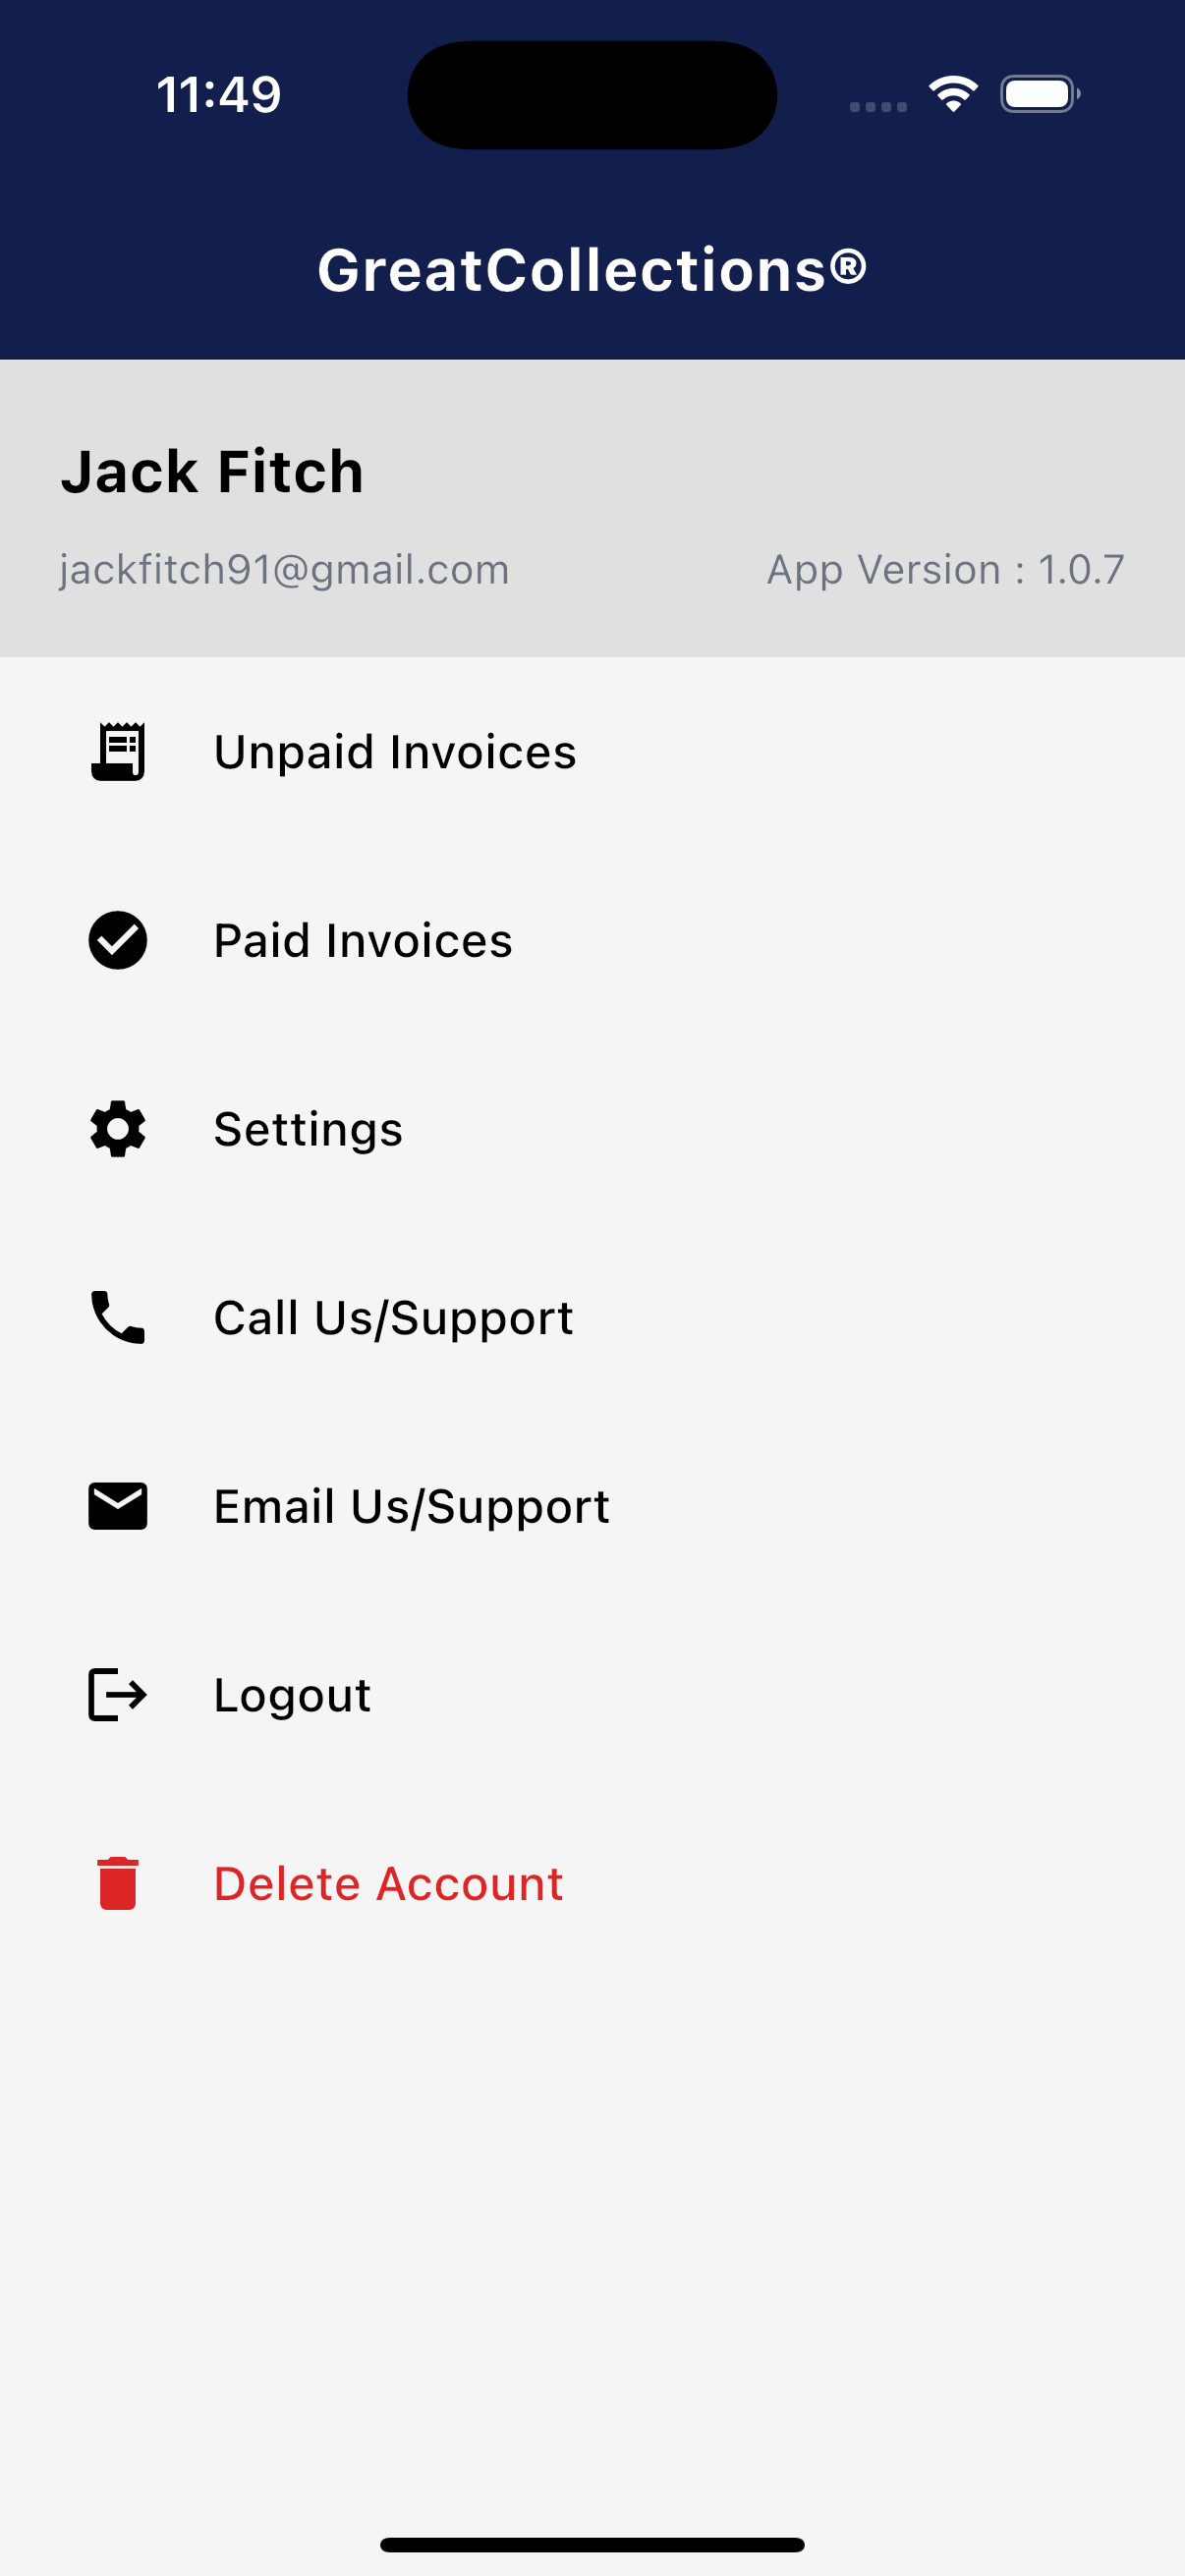 11:49
GreatCollections®
Jack Fitch
jackfitch91@gmail.com App Version : 1.0.7
Unpaid Invoices
Paid Invoices
Settings
Call Us/Support
Email Us/Support
Logout
Delete Account